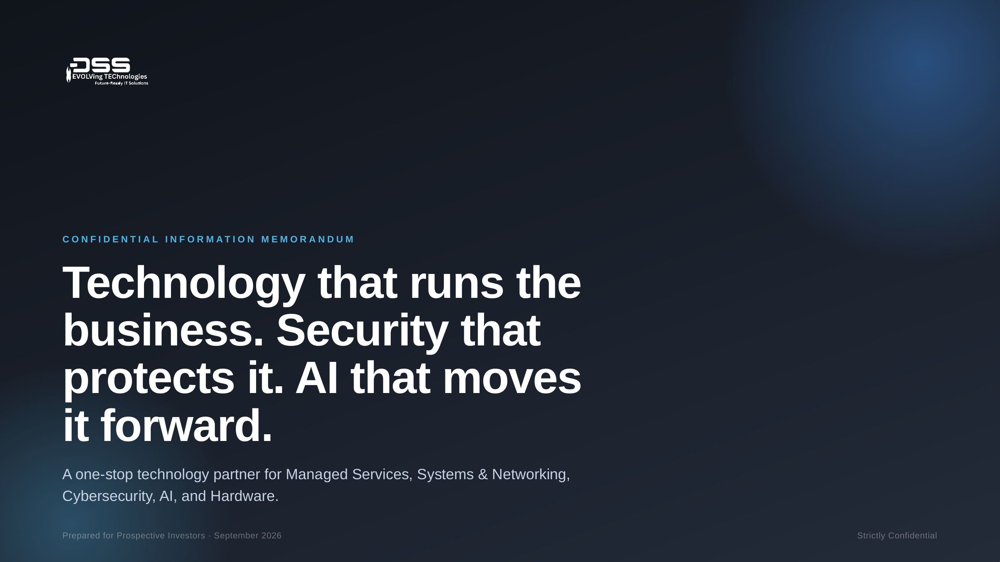 DSS
EVOLVing TEChnologies
Future-Ready IT Solutions
CONFIDENTIAL INFORMATION MEMORANDUM
Technology that runs the
business. Security that
protects it. AI that moves
it forward.
A one-stop technology partner for Managed Services, Systems & Networking,
Cybersecurity, AI, and Hardware.
Prepared for Prospective Investors · September 2026
Strictly Confidential